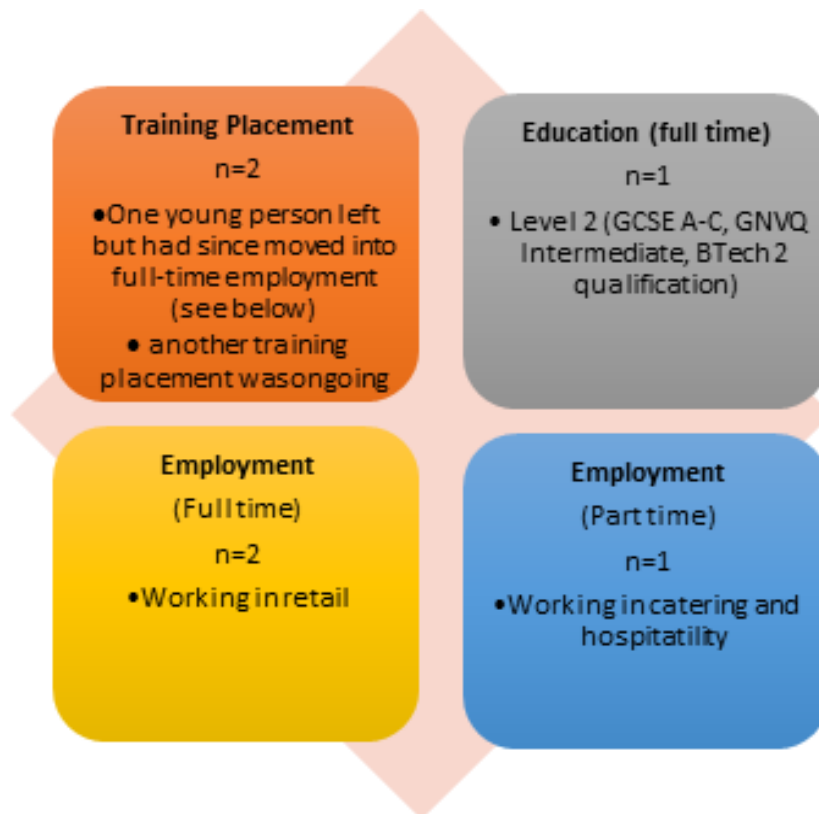 Training Placement
n=2
•One young person left
but had since moved into
full-time employment
(see below)
• another training
placement wasongoing
Education (full time)
n=1
• Level 2 (GCSE A-C, GNVQ
Intermediate, BTech 2
qualification)
Employment
(Full time)
n=2
•Working in retail
Employment
(Part time)
n=1
•Working in catering and
hospitatility